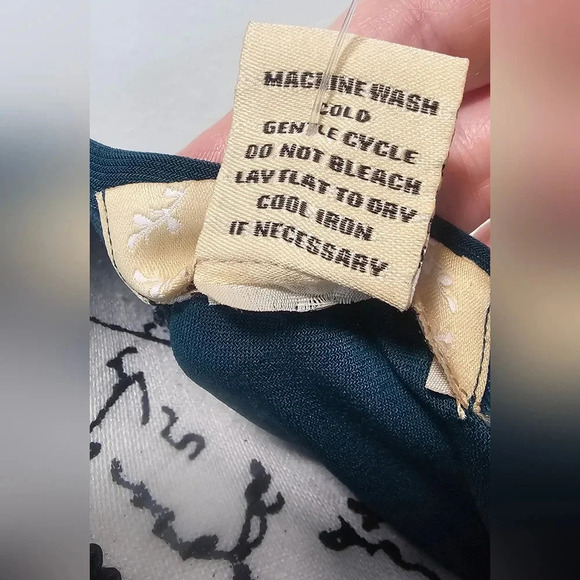 MACHINE WASH
COLD
GENTLE CYCLE
DO NOT BLEACH
LAY FLAT TO DRY
COOL IRON
IF NECESSARY